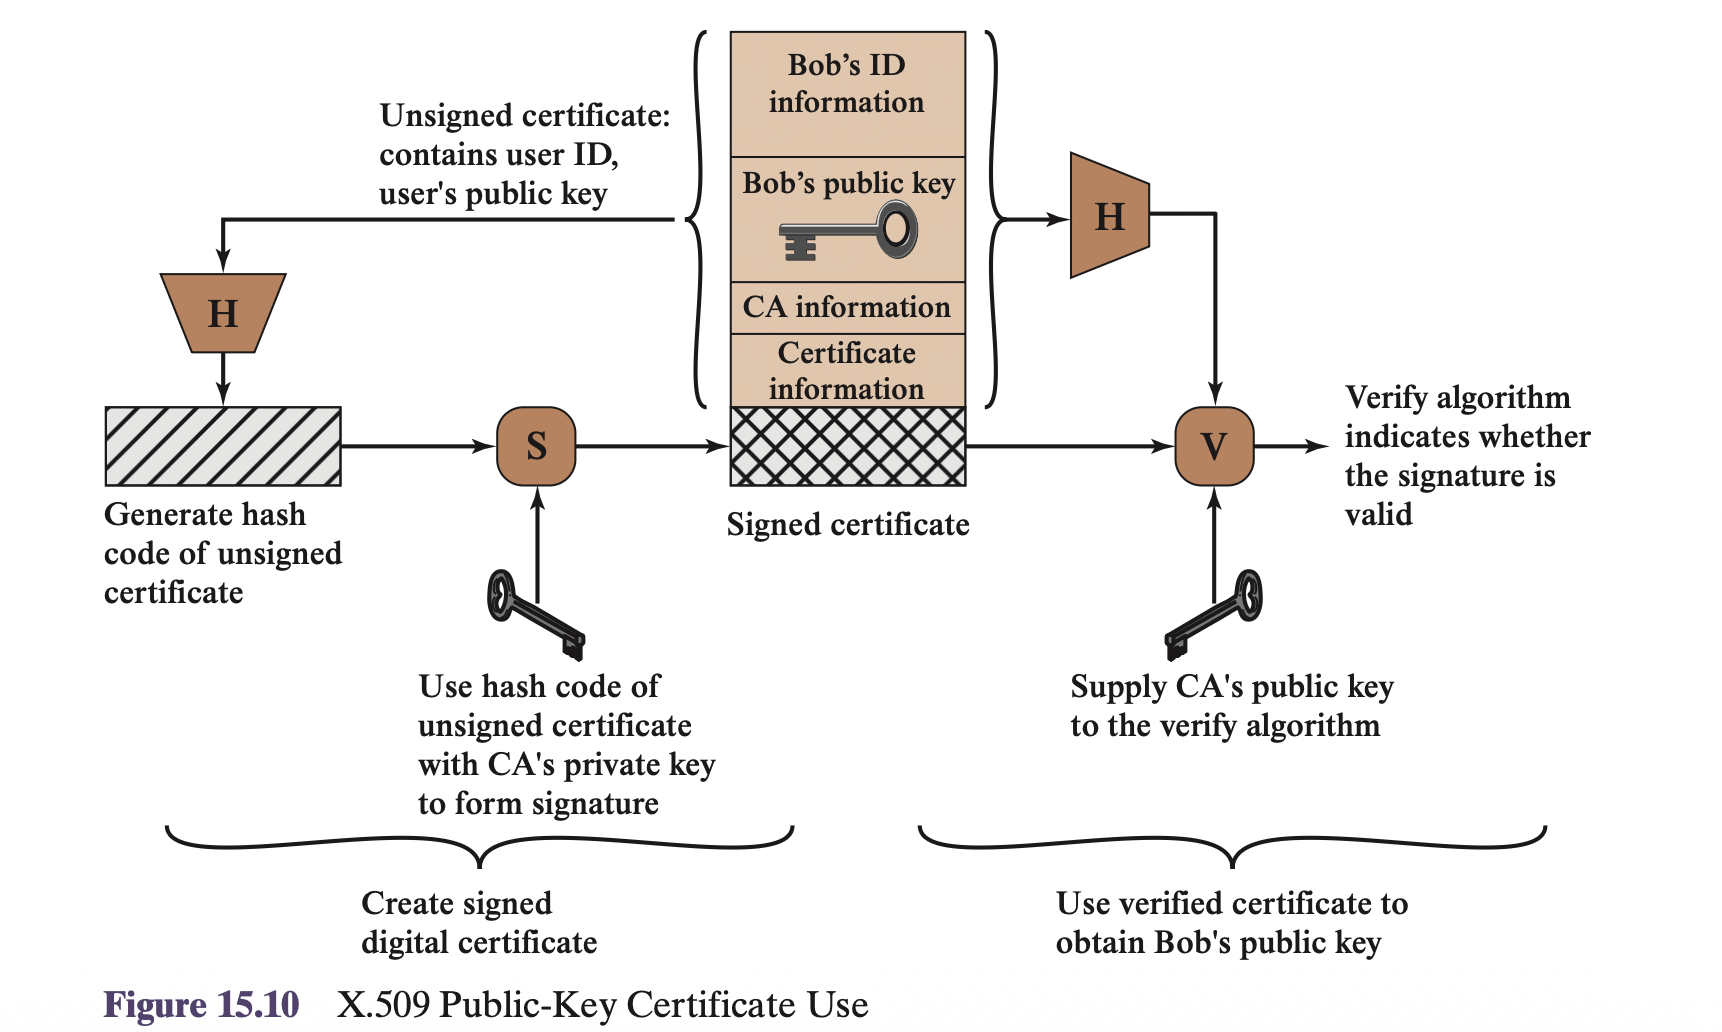 Bob’s ID
information
Unsigned certificate:
contains user ID,
user's public key
Bob’s public key
H
H
CA information
Certificate
information
S
V
Verify algorithm
indicates whether
the signature is
valid
Generate hash
code of unsigned
certificate
Signed certificate
Use hash code of
unsigned certificate
with CA's private key
to form signature
Supply CA's public key
to the verify algorithm
Create signed
digital certificate
Use verified certificate to
obtain Bob's public key
Figure 15.10 X.509 Public-Key Certificate Use